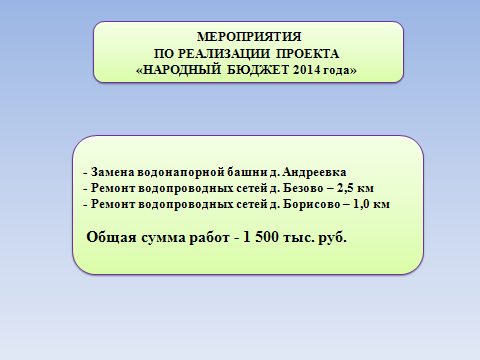 МЕРОПРИЯТИЯ
ПО РЕАЛИЗАЦИИ ПРОЕКТА
«НАРОДНЫЙ БЮДЖЕТ 2014 года»
- Замена водонапорной башни д. Андреевка
- Ремонт водопроводных сетей д. Безово – 2,5 км
- Ремонт водопроводных сетей д. Борисово – 1,0 км
Общая сумма работ - 1 500 тыс. руб.